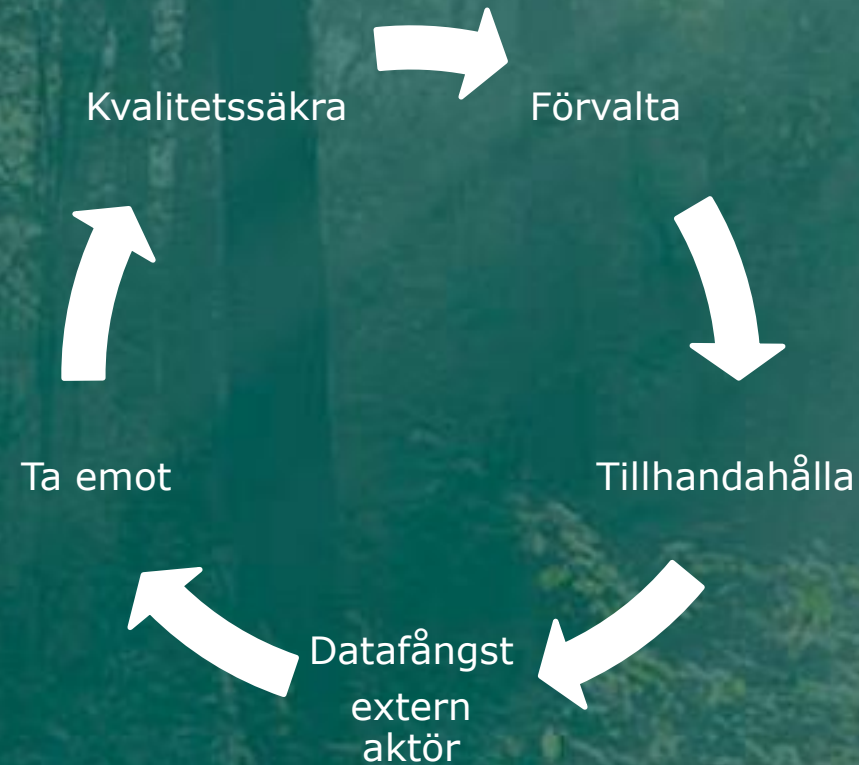 Kvalitetssäkra
Förvalta
Ta emot
Tillhandahålla
Datafångst
extern
aktör